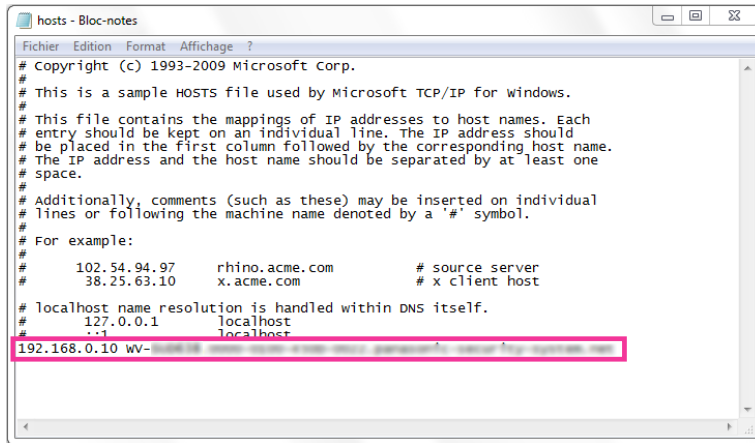 hosts - Bloc-notes
Fichier Edition Format Affichage ?
# Copyright (c) 1993-2009 Microsoft Corp.
#
# This is a sample HOSTS file used by Microsoft TCP/IP for Windows.
#
# This file contains the mappings of IP addresses to host names. Each
# entry should be kept on an individual line. The IP address should
# be placed in the first column followed by the corresponding host name.
# The IP address and the host name should be separated by at least one
# space.
#
# Additionally, comments (such as these) may be inserted on individual
# lines or following the machine name denoted by a '#' symbol.
#
# For example:
#
# 102.54.94.97 rhino.acme.com # source server
# 38.25.63.10 x.acme.com # x client host
# localhost name resolution is handled within DNS itself.
# 127.0.0.1 localhost
# ::1 localhost
192.168.0.10 WV-